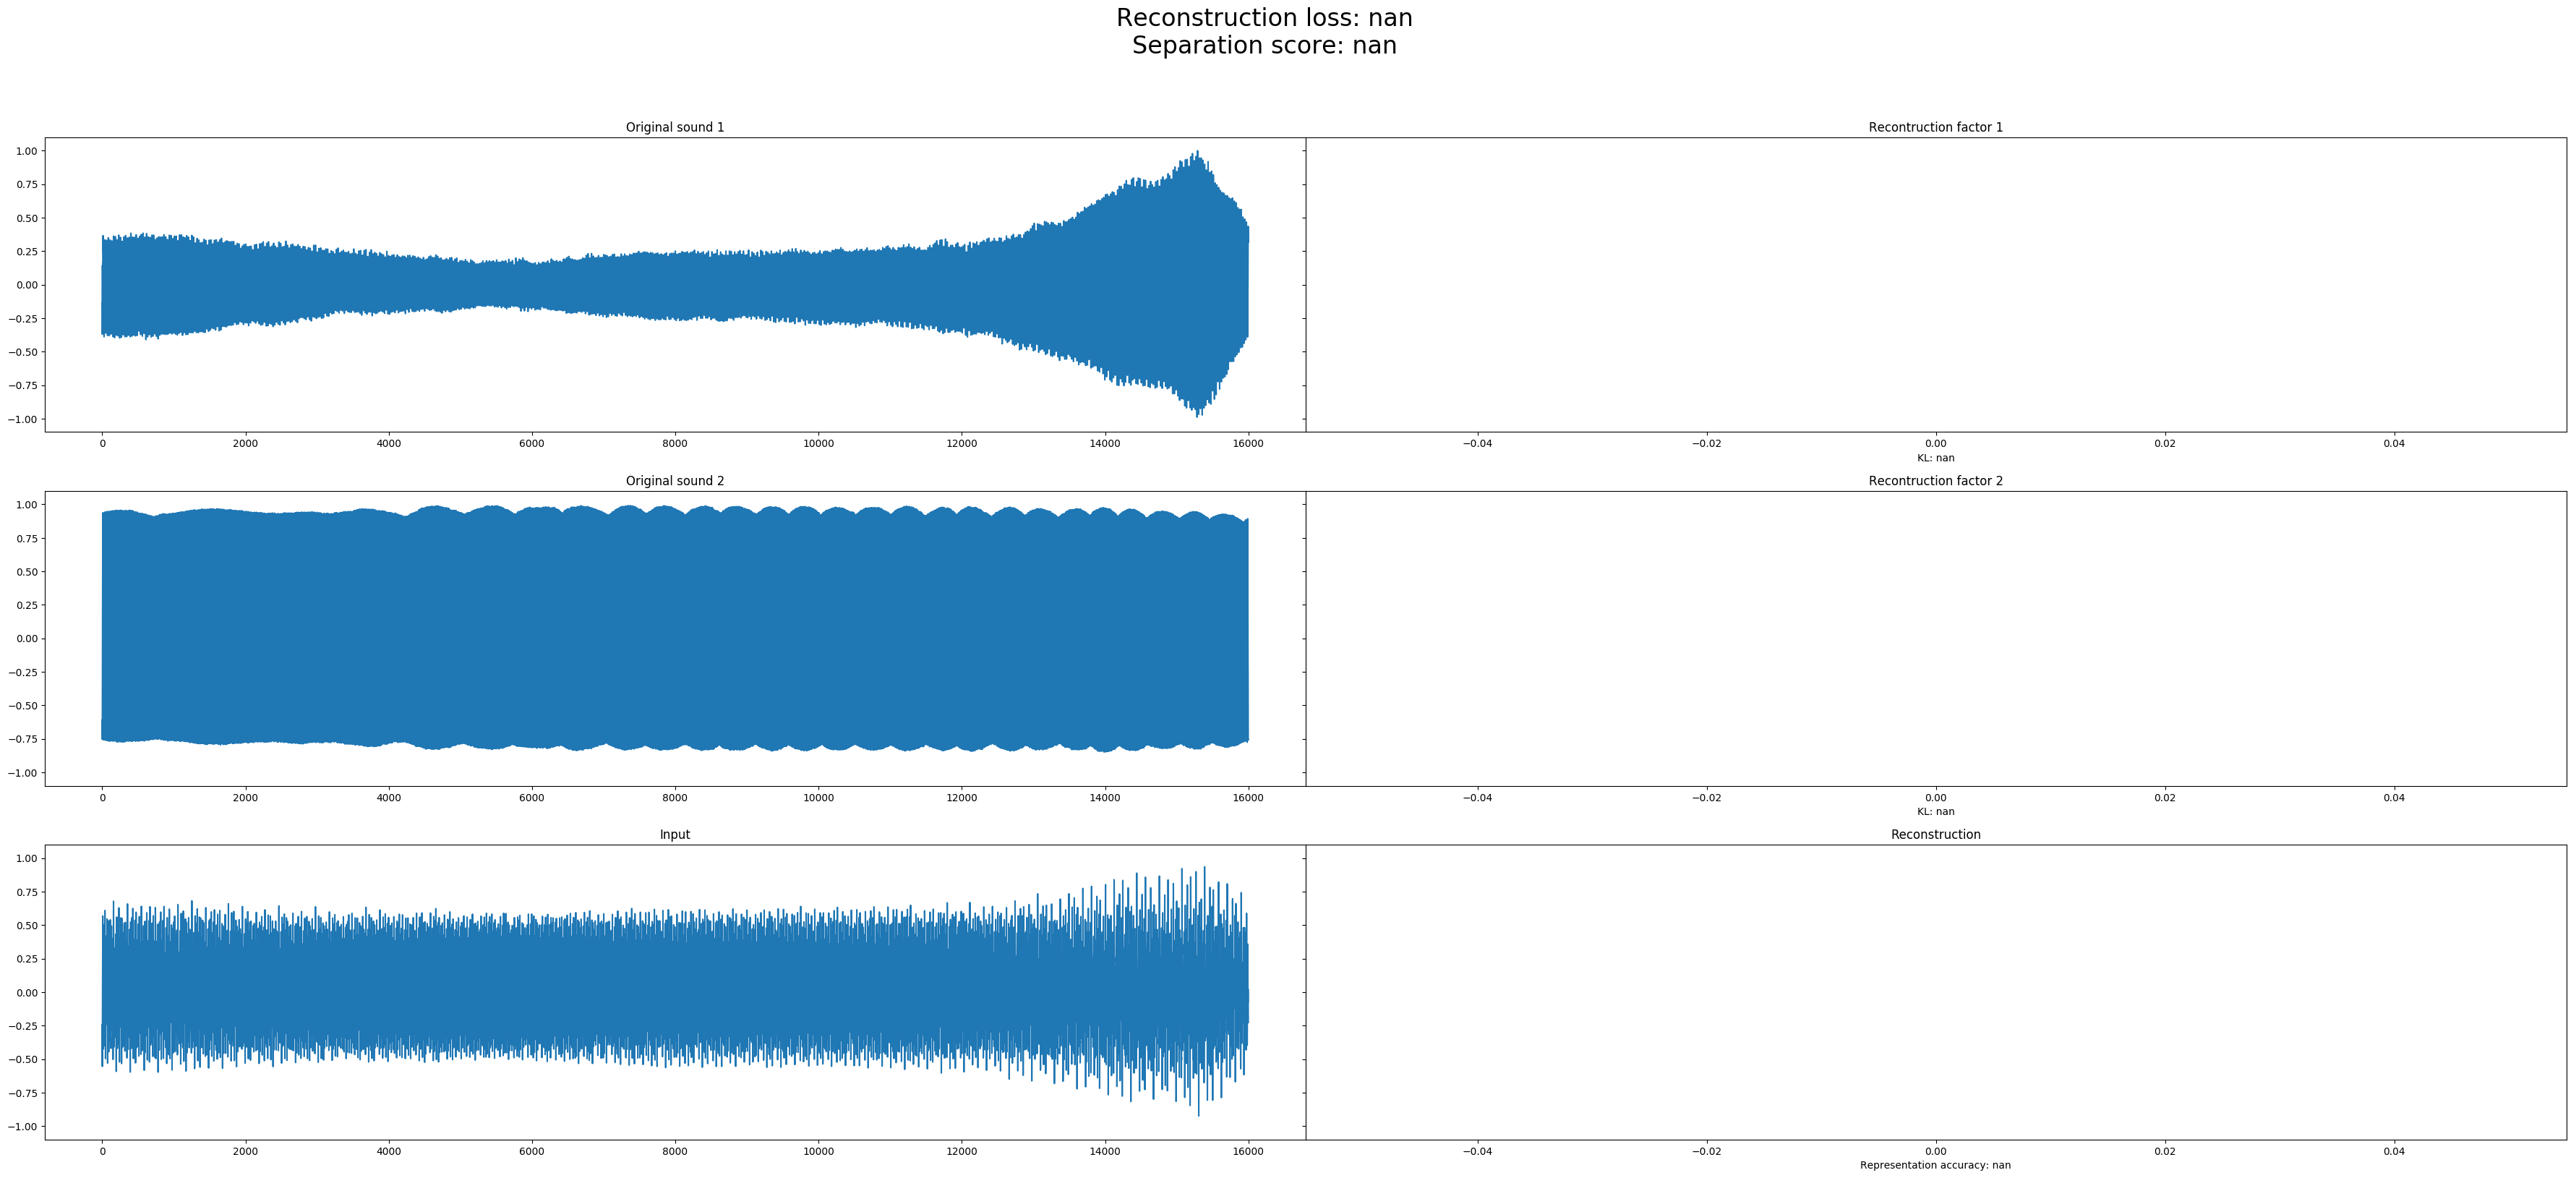 Reconstruction loss: nan
Separation score: nan
Original sound 1
Recontruction factor 1
1.00
0.75
0.50
0.25
0.00
−0.25
−0.50
−0.75
−1.00
0 2000 4000 6000 8000 10000 12000 14000 16000
−0.04 −0.02 0.00 0.02 0.04
KL: nan
Original sound 2
Recontruction factor 2
1.00
0.75
0.50
0.25
0.00
−0.25
−0.50
−0.75
−1.00
0 2000 4000 6000 8000 10000 12000 14000 16000
−0.04 −0.02 0.00 0.02 0.04
KL: nan
Input
Reconstruction
1.00
0.75
0.50
0.25
0.00
−0.25
−0.50
−0.75
−1.00
0 2000 4000 6000 8000 10000 12000 14000 16000
−0.04 −0.02 0.00 0.02 0.04
Representation accuracy: nan